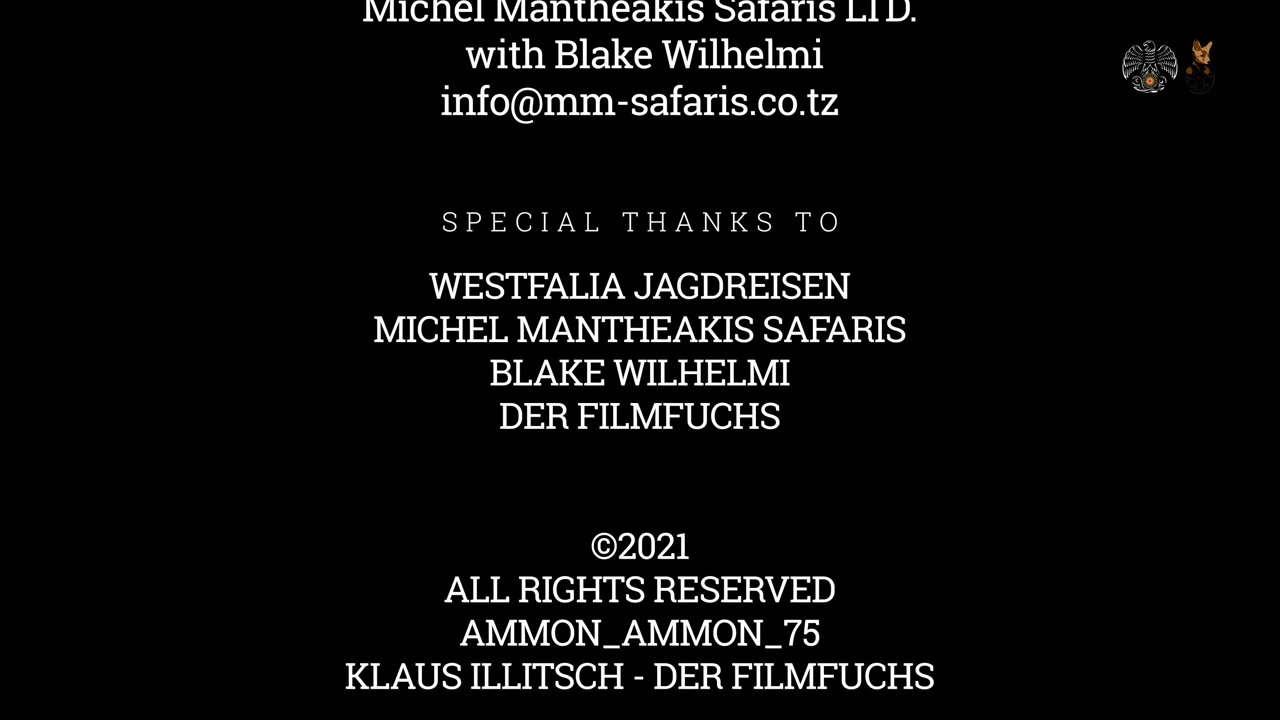 Michel Mantheakis Safaris LTD.
with Blake Wilhelmi
info@mm-safaris.co.tz
SPECIAL THANKS TO
WESTFALIA JAGDREISEN
MICHEL MANTHEAKIS SAFARIS
BLAKE WILHELMI
DER FILMFUCHS
©2021
ALL RIGHTS RESERVED
AMMON_AMMON_75
KLAUS ILLITSCH - DER FILMFUCHS